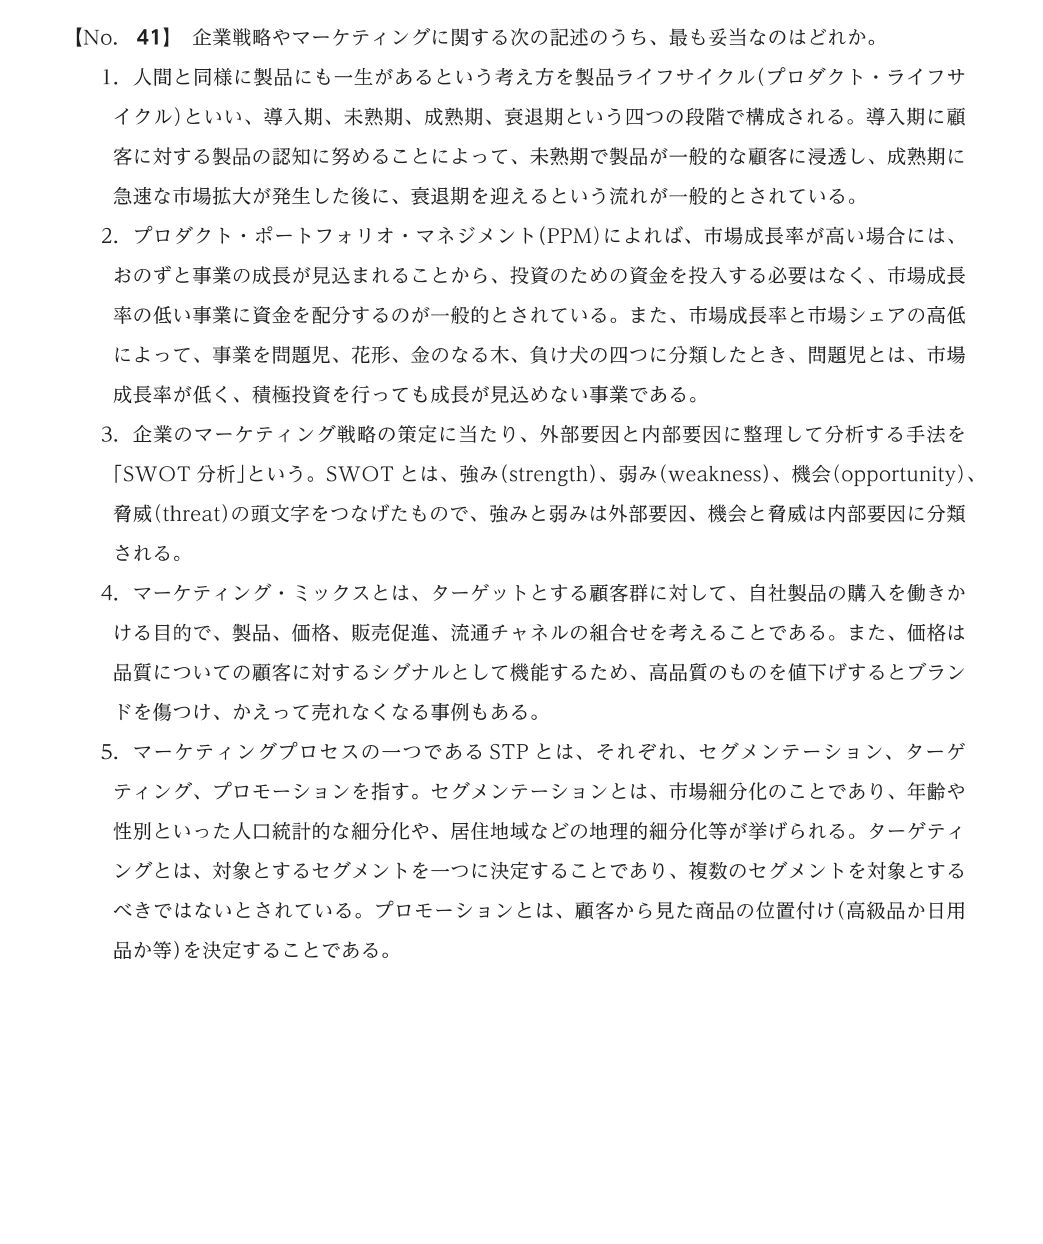 【No. 41】 企業戦略やマーケティングに関する次の記述のうち、最も妥当なのはどれか。
1. 人間と同様に製品にも一生があるという考え方を製品ライフサイクル(プロダクト・ライフサ
イクル)といい、導入期、未熟期、成熟期、衰退期という四つの段階で構成される。導入期に顧
客に対する製品の認知に努めることによって、未熟期で製品が一般的な顧客に浸透し、成熟期に
急速な市場拡大が発生した後に、衰退期を迎えるという流れが一般的とされている。
2. プロダクト・ポートフォリオ・マネジメント(PPM)によれば、市場成長率が高い場合には、
おのずと事業の成長が見込まれることから、投資のための資金を投入する必要はなく、市場成長
率の低い事業に資金を配分するのが一般的とされている。また、市場成長率と市場シェアの高低
によって、事業を問題児、花形、金のなる木、負け犬の四つに分類したとき、問題児とは、市場
成長率が低く、積極投資を行っても成長が見込めない事業である。
3. 企業のマーケティング戦略の策定に当たり、外部要因と内部要因に整理して分析する手法を
「SWOT 分析」という。SWOT とは、強み(strength)、弱み(weakness)、機会(opportunity)、
脅威(threat)の頭文字をつなげたもので、強みと弱みは外部要因、機会と脅威は内部要因に分類
される。
4. マーケティング・ミックスとは、ターゲットとする顧客群に対して、自社製品の購入を働きか
ける目的で、製品、価格、販売促進、流通チャネルの組合せを考えることである。また、価格は
品質についての顧客に対するシグナルとして機能するため、高品質のものを値下げするとブラン
ドを傷つけ、かえって売れなくなる事例もある。
5. マーケティングプロセスの一つである STP とは、それぞれ、セグメンテーション、ターゲ
ティング、プロモーションを指す。セグメンテーションとは、市場細分化のことであり、年齢や
性別といった人口統計的な細分化や、居住地域などの地理的細分化等が挙げられる。ターゲティ
ングとは、対象とするセグメントを一つに決定することであり、複数のセグメントを対象とする
べきではないとされている。プロモーションとは、顧客から見た商品の位置付け(高級品か日用
品か等)を決定することである。